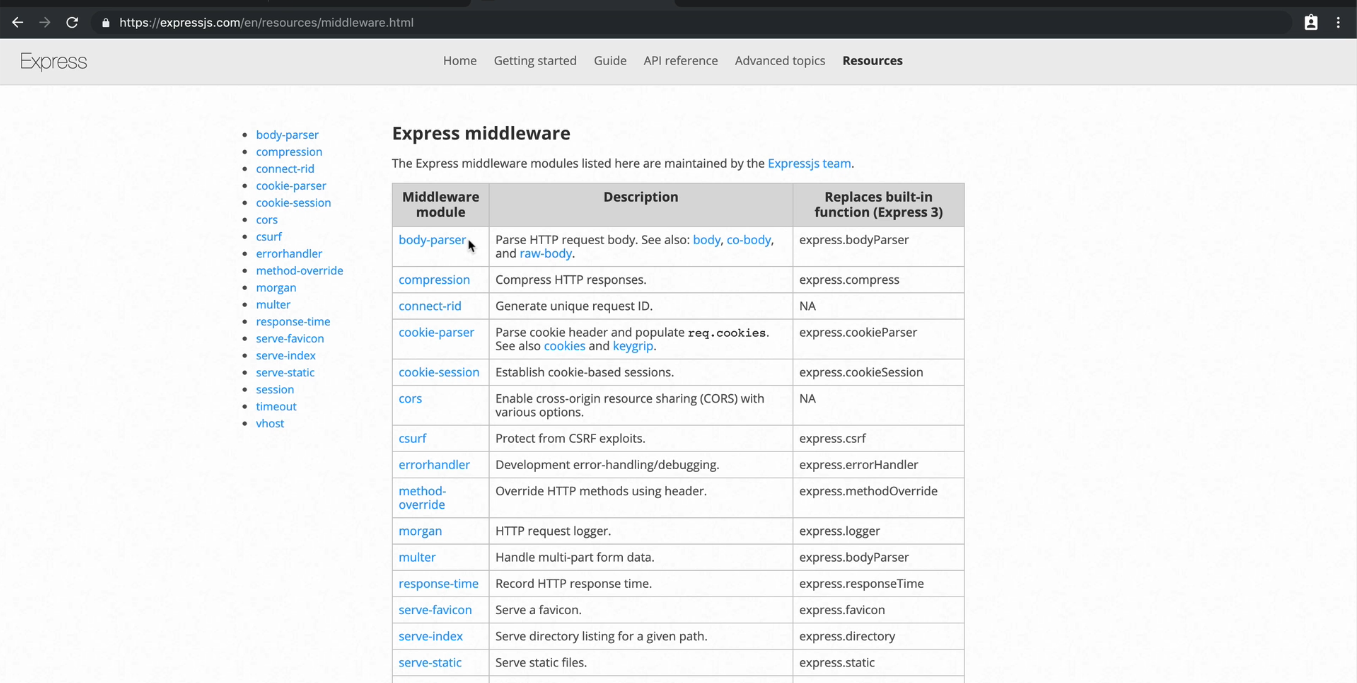 https://expressjs.com/en/resources/middleware.html
Express
Home Getting started Guide API reference Advanced topics Resources
body-parser
compression
connect-rid
cookie-parser
cookie-session
cors
csurf
errorhandler
method-override
morgan
multer
response-time
serve-favicon
serve-index
serve-static
session
timeout
vhost
Express middleware
The Express middleware modules listed here are maintained by the Expressjs team.
Middleware
module
Description
Replaces built-in
function (Express 3)
body-parser
Parse HTTP request body. See also: body, co-body,
and raw-body.
express.bodyParser
compression
Compress HTTP responses.
express.compress
connect-rid
Generate unique request ID.
NA
cookie-parser
Parse cookie header and populate req.cookies.
See also cookies and keygrip.
express.cookieParser
cookie-session
Establish cookie-based sessions.
express.cookieSession
cors
Enable cross-origin resource sharing (CORS) with
various options.
NA
csurf
Protect from CSRF exploits.
express.csrf
errorhandler
Development error-handling/debugging.
express.errorHandler
method-
override
Override HTTP methods using header.
express.methodOverride
morgan
HTTP request logger.
express.logger
multer
Handle multi-part form data.
express.bodyParser
response-time
Record HTTP response time.
express.responseTime
serve-favicon
Serve a favicon.
express.favicon
serve-index
Serve directory listing for a given path.
express.directory
serve-static
Serve static files.
express.static